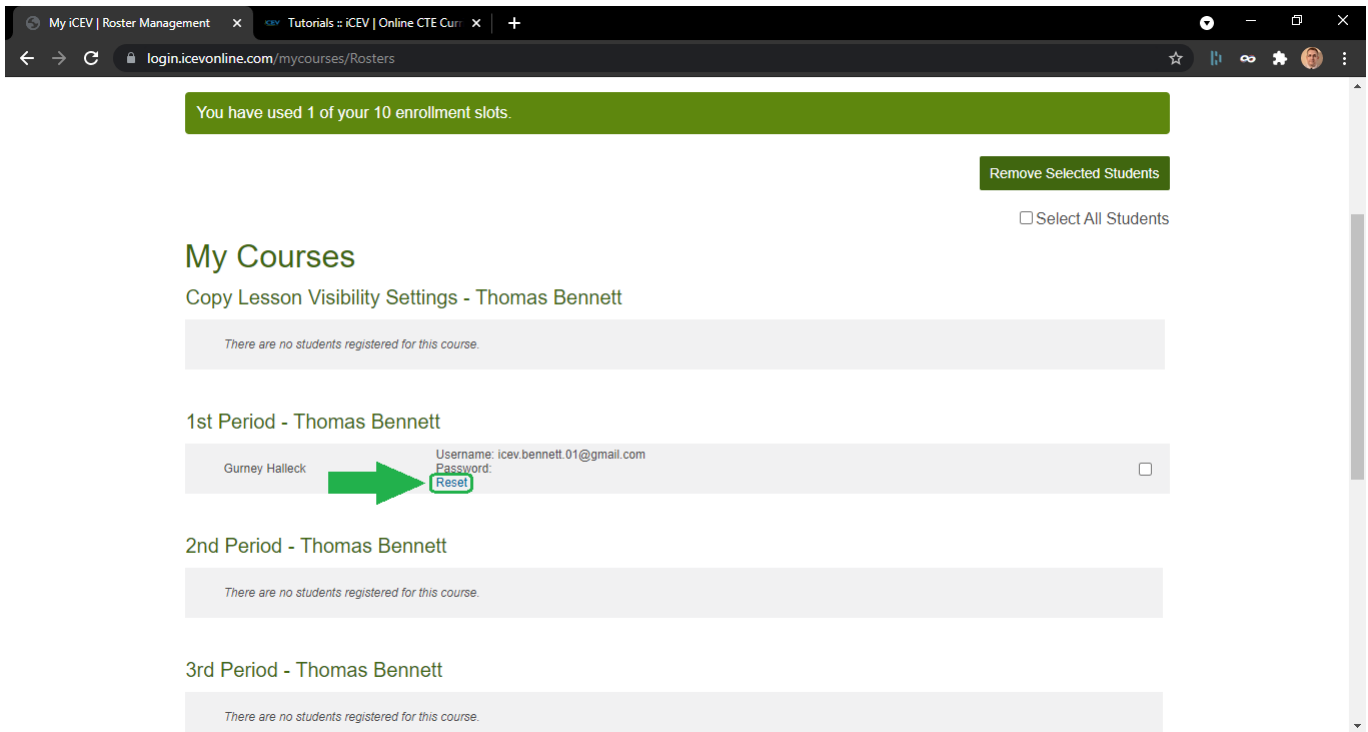 My iCEV | Roster Management
Tutorials :: iCEV | Online CTE Curr
login.icevonline.com/mycourses/Rosters
You have used 1 of your 10 enrollment slots.
Remove Selected Students
Select All Students
My Courses
Copy Lesson Visibility Settings - Thomas Bennett
There are no students registered for this course.
1st Period - Thomas Bennett
Gurney Halleck
Username: icev.bennett.01@gmail.com
Password:
Reset
2nd Period - Thomas Bennett
There are no students registered for this course.
3rd Period - Thomas Bennett
There are no students registered for this course.